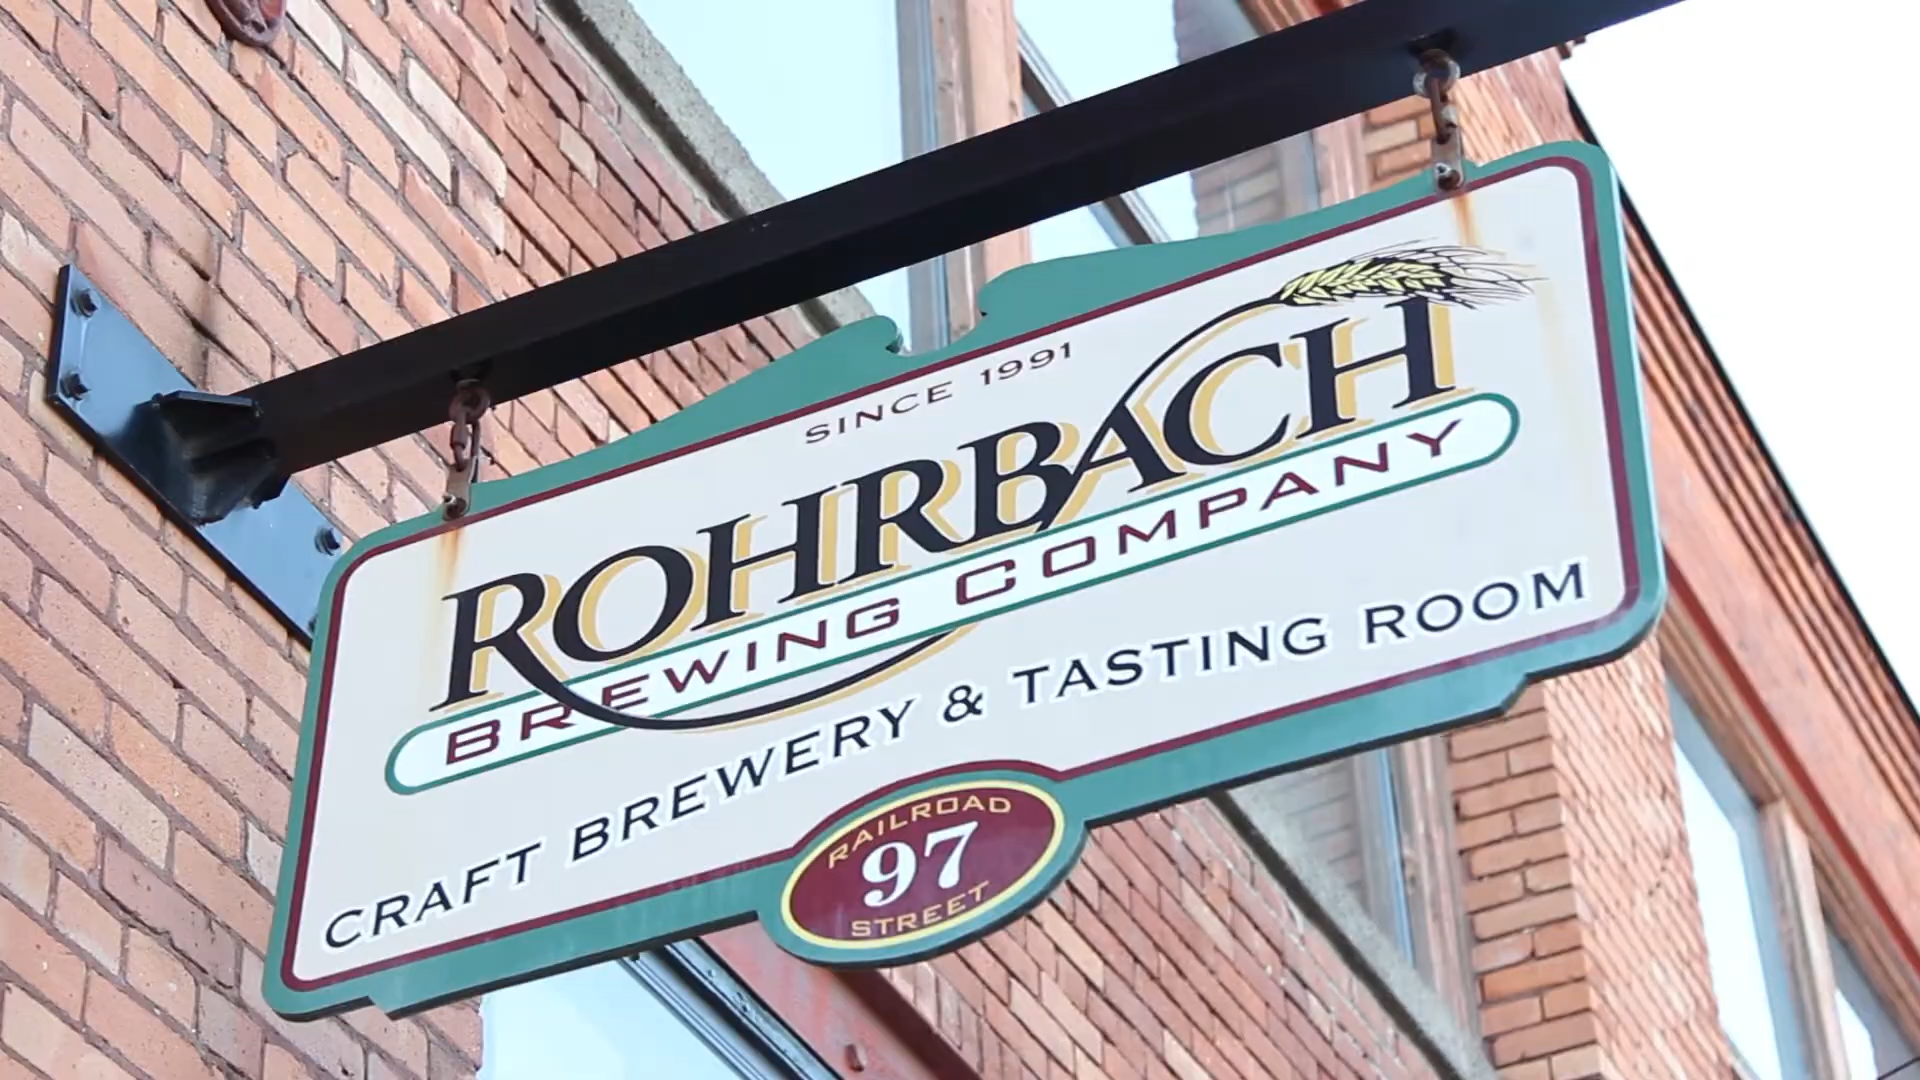 SINCE 1991
ROHRBACH
BREWING COMPANY
CRAFT BREWERY & TASTING ROOM
RAILROAD
97
STREET